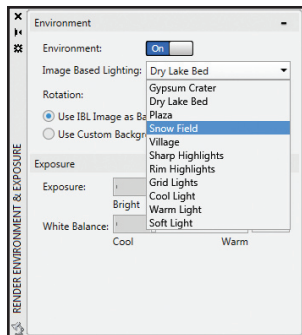 Environment
Environment: On
Image Based Lighting: Dry Lake Bed
Gypsum Crater
Dry Lake Bed
Rotation:
Plaza
Use IBL Image as Ba
Snow Field
Use Custom Backgr
Village
Sharp Highlights
Rim Highlights
Grid Lights
Cool Light
Warm Light
Soft Light
Exposure
Exposure:
Bright
White Balance:
Cool Warm
RENDER ENVIRONMENT & EXPOSURE